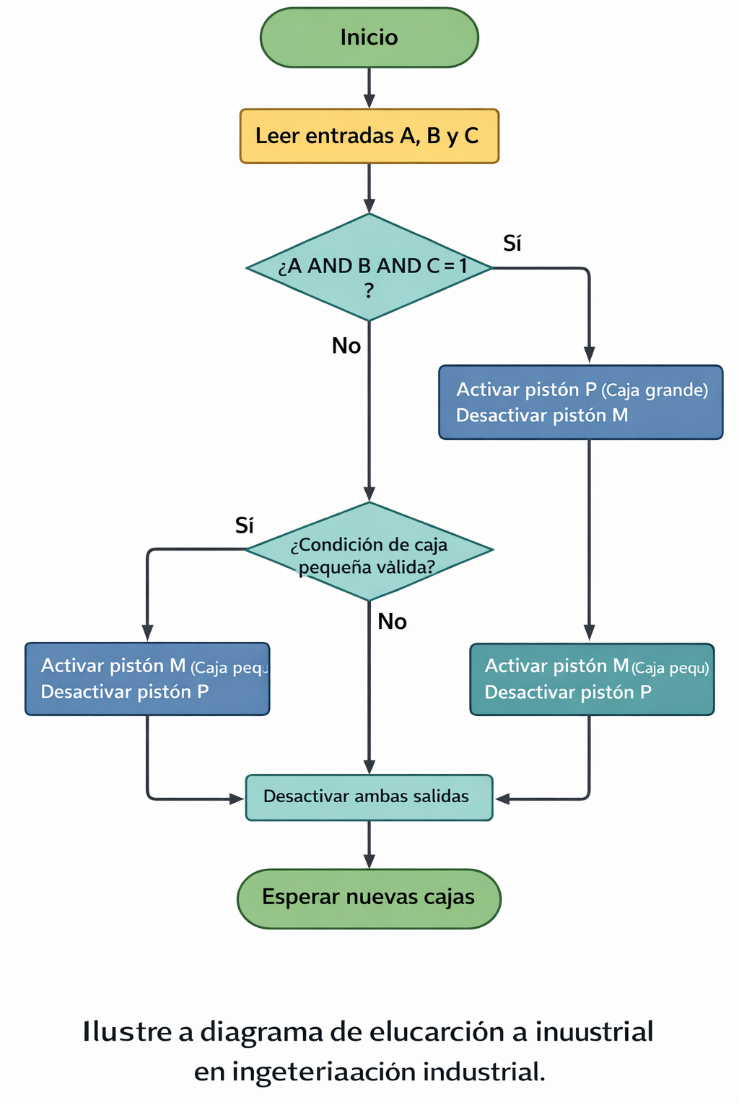 Inicio
Leer entradas A, B y C
¿A AND B AND C = 1
?
Sí
No
Activar pistón P (Caja grande)
Desactivar pistón M
Sí
¿Condición de caja
pequeña vàlida?
No
Activar pistón M (Caja pequ
Desactivar pistón P
Activar pistón M (Caja pequ)
Desactivar pistón P
Desactivar ambas salidas
Esperar nuevas cajas
Ilustre a diagrama de elucarción a inuustrial
en ingeteriaación industrial.